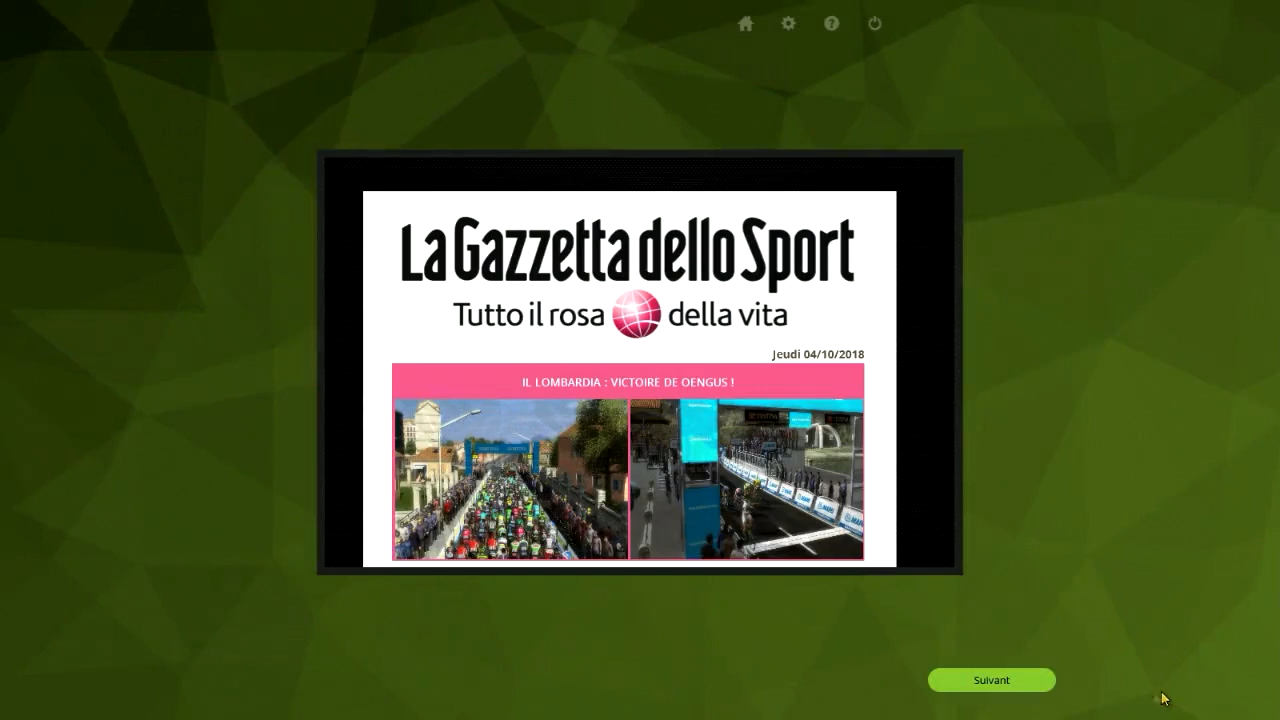 La Gazzetta dello Sport
Tutto il rosa della vita
Jeudi 04/10/2018
IL LOMBARDIA : VICTOIRE DE OENGUS !
Suivant